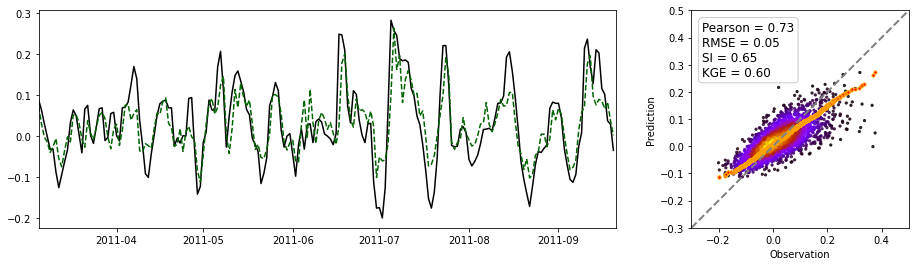 0.3
0.2
0.1
0.0
−0.1
−0.2
2011-04 2011-05 2011-06 2011-07 2011-08 2011-09
Prediction
0.5
0.4
0.3
0.2
0.1
0.0
−0.1
−0.2
−0.3
Pearson = 0.73
RMSE = 0.05
SI = 0.65
KGE = 0.60
−0.2 0.0 0.2 0.4
Observation